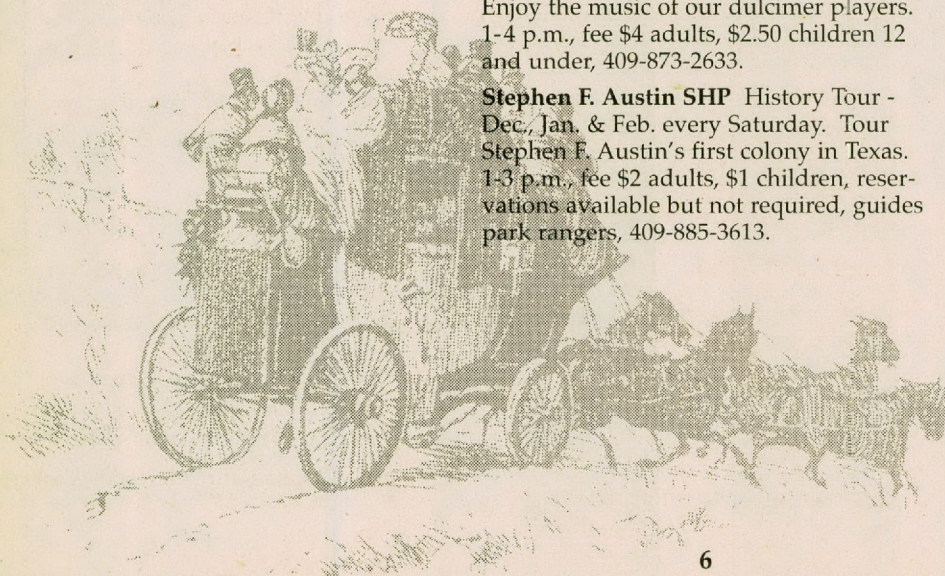 Enjoy the music of our dulcimer players.
1-4 p.m., fee $4 adults, $2.50 children 12
and under, 409-873-2633.
Stephen F. Austin SHP History Tour -
Dec., Jan. & Feb. every Saturday. Tour
Stephen F. Austin's first colony in Texas.
1-3 p.m., fee $2 adults, $1 children, reser-
vations available but not required, guides
park rangers, 409-885-3613.
6